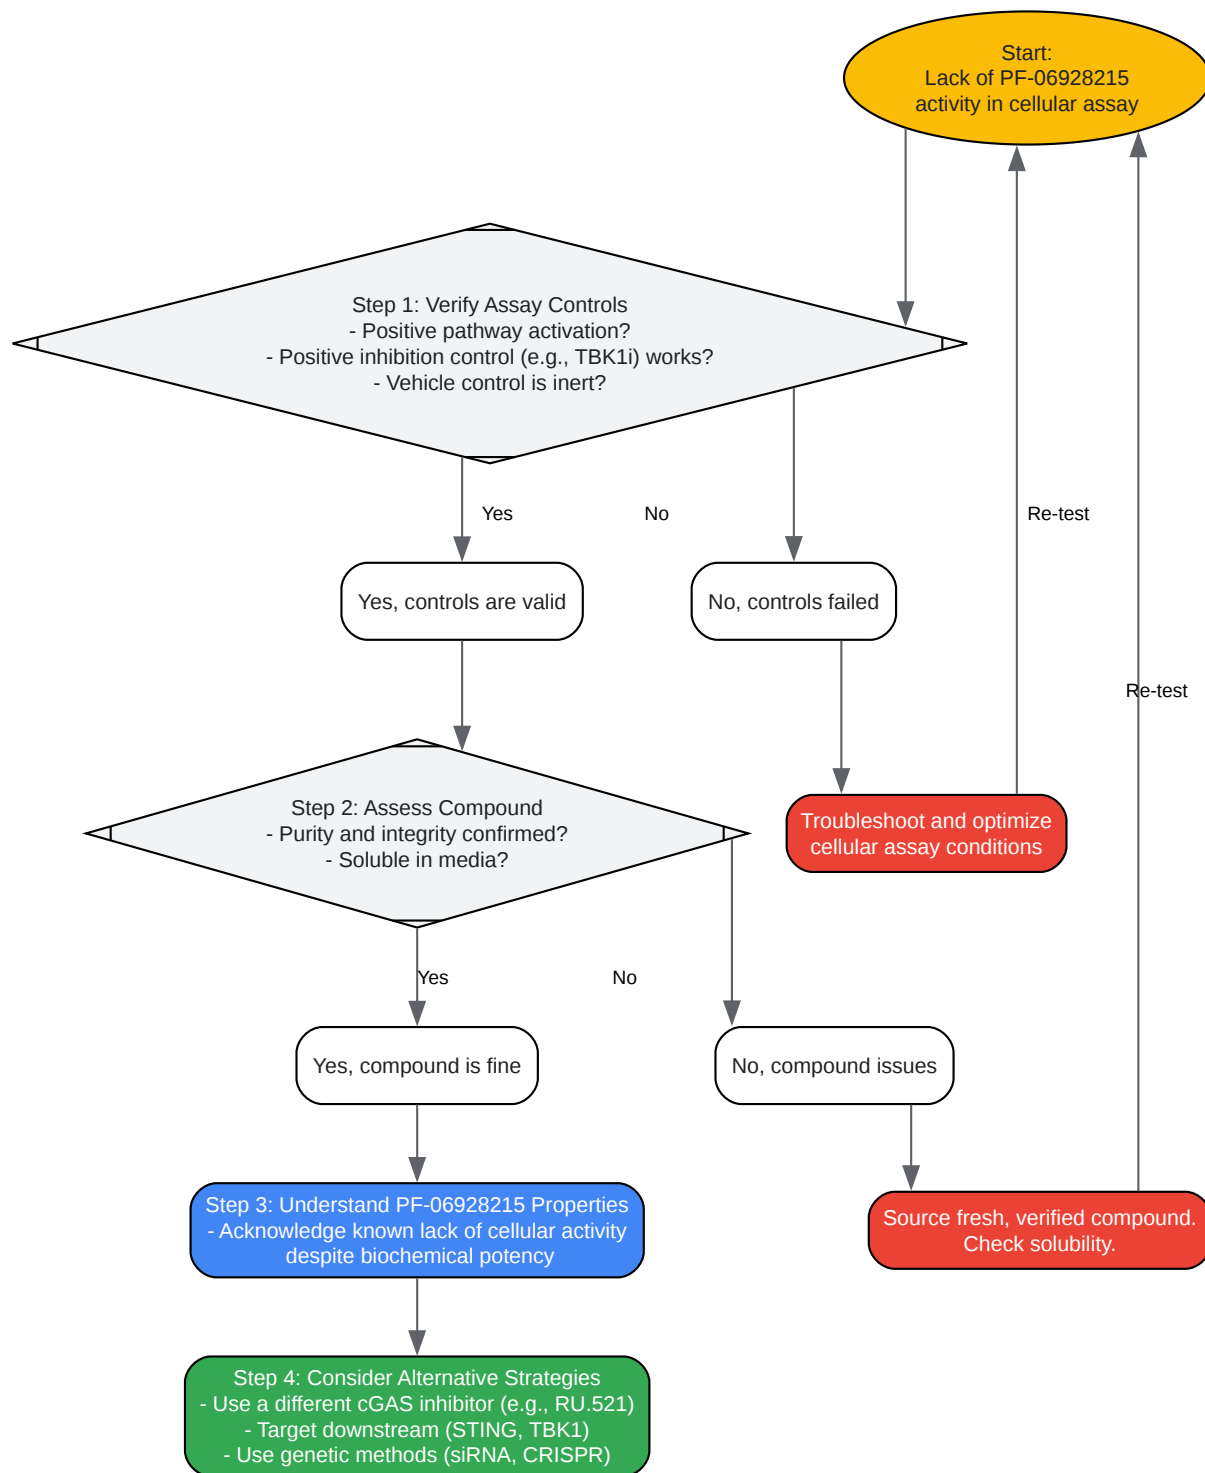 Start:
Lack of PF-06928215
activity in cellular assay
Step 1: Verify Assay Controls
- Positive pathway activation?
- Positive inhibition control (e.g., TBK1i) works?
- Vehicle control is inert?
Yes
No
Re-test
Yes, controls are valid
No, controls failed
Re-test
Step 2: Assess Compound
- Purity and integrity confirmed?
- Soluble in media?
Troubleshoot and optimize
cellular assay conditions
Yes
No
Yes, compound is fine
No, compound issues
Step 3: Understand PF-06928215 Properties
- Acknowledge known lack of cellular activity
despite biochemical potency
Source fresh, verified compound.
Check solubility.
Step 4: Consider Alternative Strategies
- Use a different cGAS inhibitor (e.g., RU.521)
- Target downstream (STING, TBK1)
- Use genetic methods (siRNA, CRISPR)